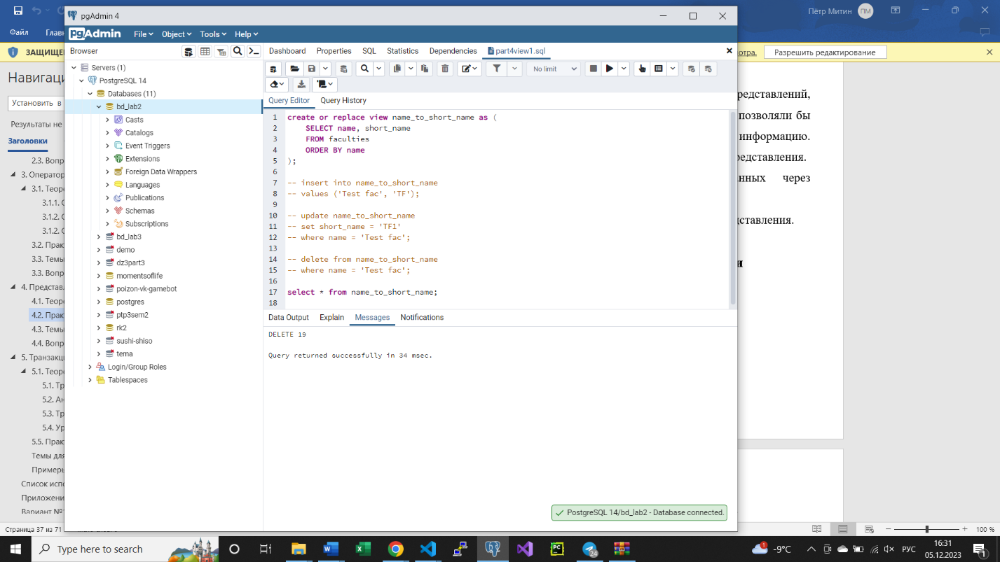 Пётр Митин ПМ
Файл Главн
pgAdmin 4
pgAdmin File Object Tools Help
ЗАЩИЩЕ
отра. Разрешить редактирование
Навигаци
Установить в
Результаты не
Заголовки
2.3. Вопр
3. Оператор
3.1. Теор
3.1.1. С
3.1.2. С
3.1.2. С
3.2. Прак
3.3. Темы
3.3. Вопр
4. Представл
4.1. Теор
4.2. Прак
4.3. Темы
4.4. Вопр
5. Транзакц
5.1. Теор
5.1. Тр
5.2. Ан
5.3. Тр
5.4. Ур
5.5. Прак
Темы для
Примеры
Список испо
Приложени
Вариант №
Browser
Servers (1)
PostgreSQL 14
Databases (11)
bd_lab2
Casts
Catalogs
Event Triggers
Extensions
Foreign Data Wrappers
Languages
Publications
Schemas
Subscriptions
bd_lab3
demo
dz3part3
momentsoflife
poizon-vk-gamebot
postgres
ptp3sem2
rk2
sushi-shiso
tema
Login/Group Roles
Tablespaces
Dashboard Properties SQL Statistics Dependencies part4view1.sql
No limit
Query Editor Query History
1 create or replace view name_to_short_name as (
2 SELECT name, short_name
3 FROM faculties
4 ORDER BY name
5 );
6
7 -- insert into name_to_short_name
8 -- values ('Test fac', 'TF');
9
10 -- update name_to_short_name
11 -- set short_name = 'TF1'
12 -- where name = 'Test fac';
13
14 -- delete from name_to_short_name
15 -- where name = 'Test fac';
16
17 select * from name_to_short_name;
18
Data Output Explain Messages Notifications
DELETE 19
Query returned successfully in 34 msec.
PostgreSQL 14/bd_lab2 - Database connected.
редставлений,
позволяли бы
информацию.
редставления.
нных через
дставления.
и
Страница 37 из 71
100 %
Type here to search
24
1
-9°C
РУС
16:31
05.12.2023
1